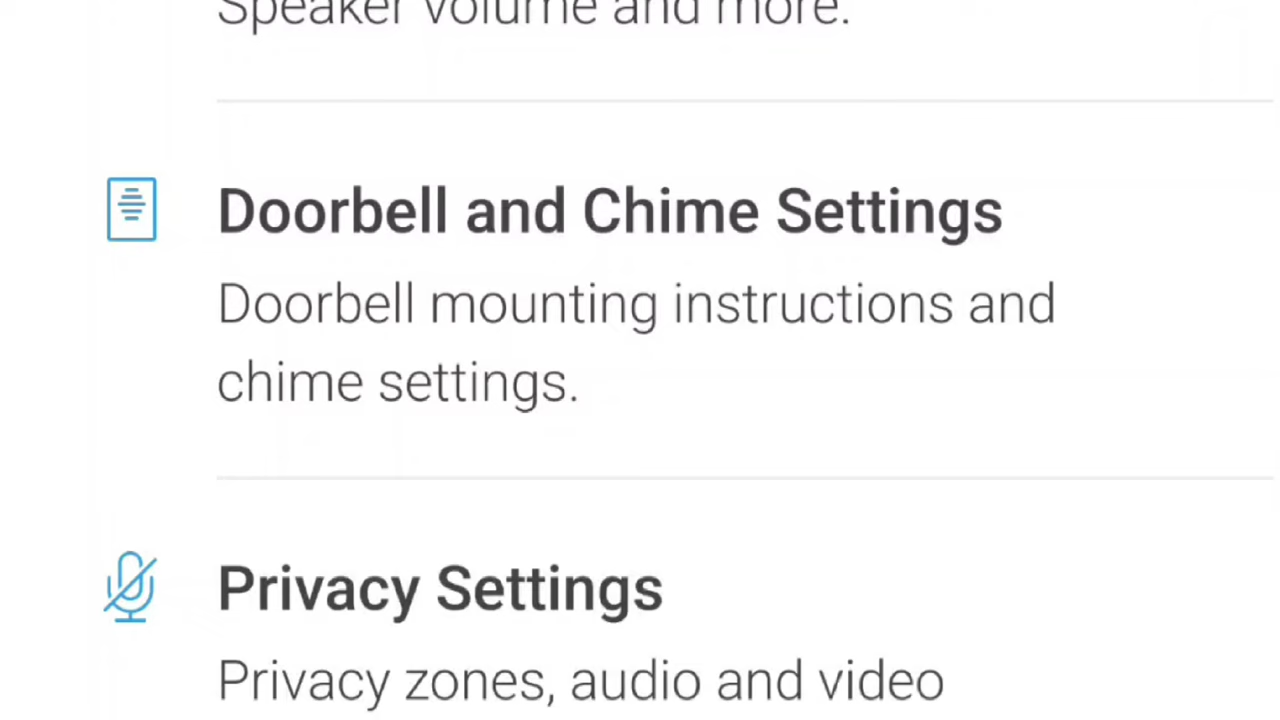 Speaker volume and more.
Doorbell and Chime Settings
Doorbell mounting instructions and
chime settings.
Privacy Settings
Privacy zones, audio and video